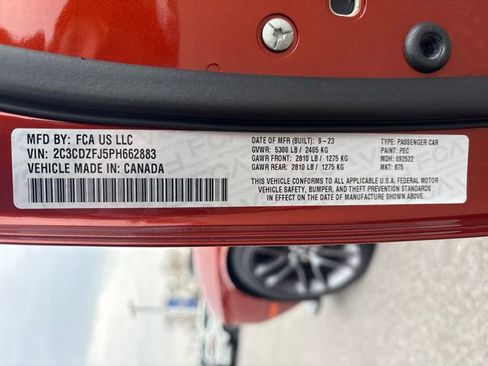 MFD BY: FCA US LLC
VIN: 2C3CDZFJ5PH662883
VEHICLE MADE IN: CANADA
DATE OF MFR (BUILT): 9-23
GVWR: 5300 LB / 2405 KG
GAWR FRONT: 2810 LB / 1275 KG
GAWR REAR: 2810 LB / 1275 KG
TYPE: PASSENGER CAR
PAINT: PEC
MDH: 092522
MKT: 875
THIS VEHICLE CONFORMS TO ALL APPLICABLE U.S.A. FEDERAL MOTOR
VEHICLE SAFETY, BUMPER, AND THEFT PREVENTION STANDARDS
IN EFFECT ON THE DATE OF MANUFACTURE SHOWN ABOVE